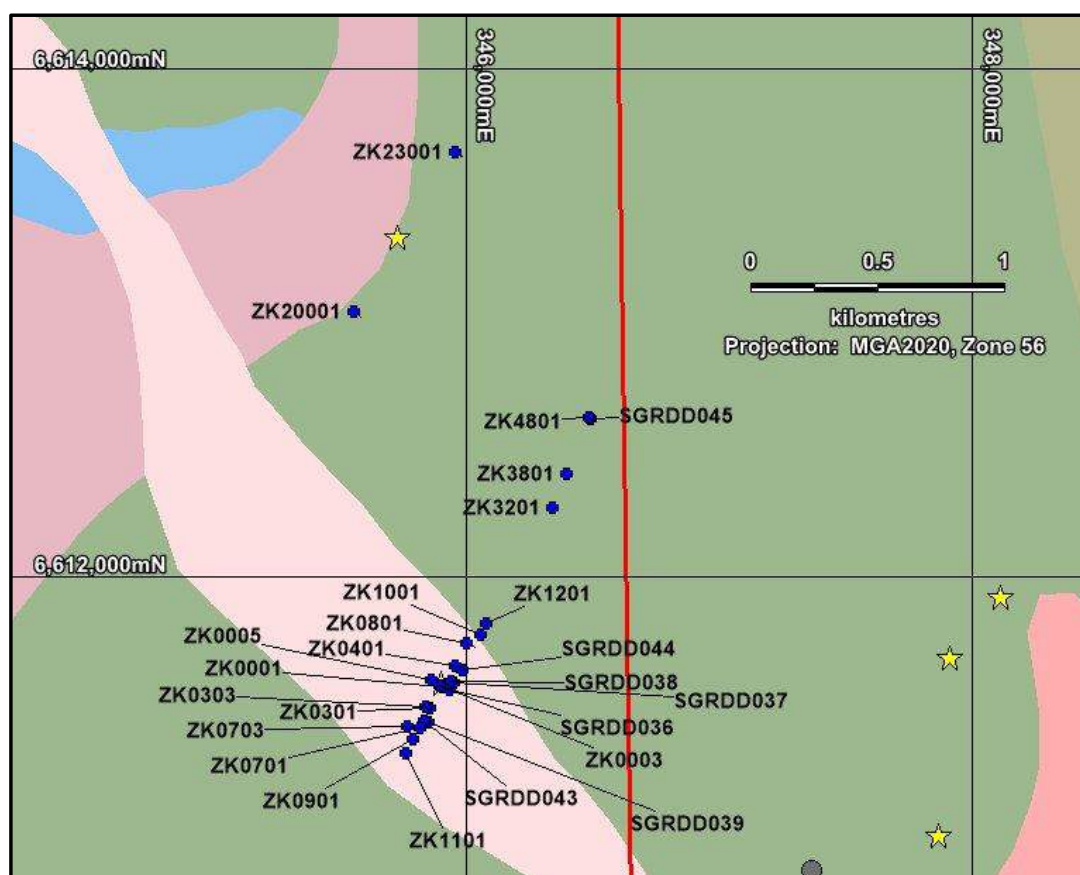 6,614,000mN
346,000mE
348,000mE
ZK23001
0 0.5 1
kilometres
Projection: MGA2020, Zone 56
ZK20001
ZK4801
SGRDD045
ZK3801
ZK3201
6,612,000mN
ZK1001
ZK1201
ZK0801
ZK0005
ZK0401
SGRDD044
ZK0001
SGRDD038
ZK0303
SGRDD037
ZK0301
ZK0703
SGRDD036
ZK0003
ZK0701
ZK0901
SGRDD043
SGRDD039
ZK1101